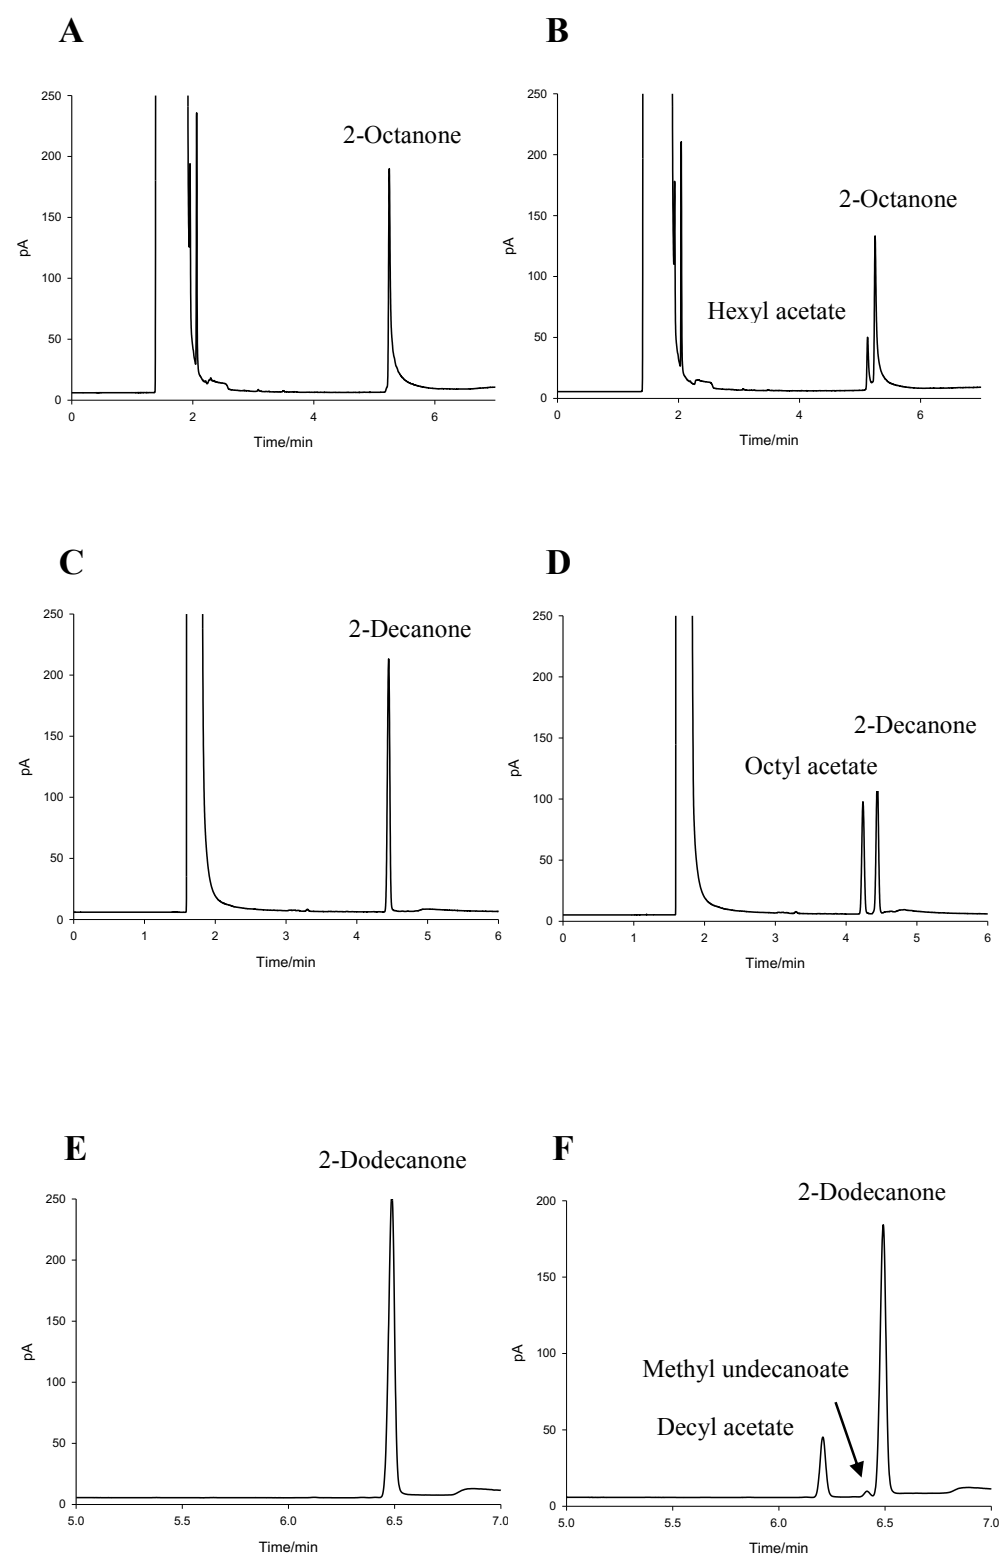 A
250
200
150
100
50
0
pA
2-Octanone
0 2 4 6
Time/min
B
250
200
150
100
50
0
pA
2-Octanone
Hexyl acetate
0 2 4 6
Time/min
C
250
200
150
100
50
0
pA
2-Decanone
0 1 2 3 4 5 6
Time/min
D
250
200
150
100
50
0
pA
2-Decanone
Octyl acetate
0 1 2 3 4 5 6
Time/min
E
2-Dodecanone
250
200
150
100
50
0
pA
5.0 5.5 6.0 6.5 7.0
Time/min
F
2-Dodecanone
200
150
100
50
0
pA
Methyl undecanoate
Decyl acetate
5.0 5.5 6.0 6.5 7.0
Time/min